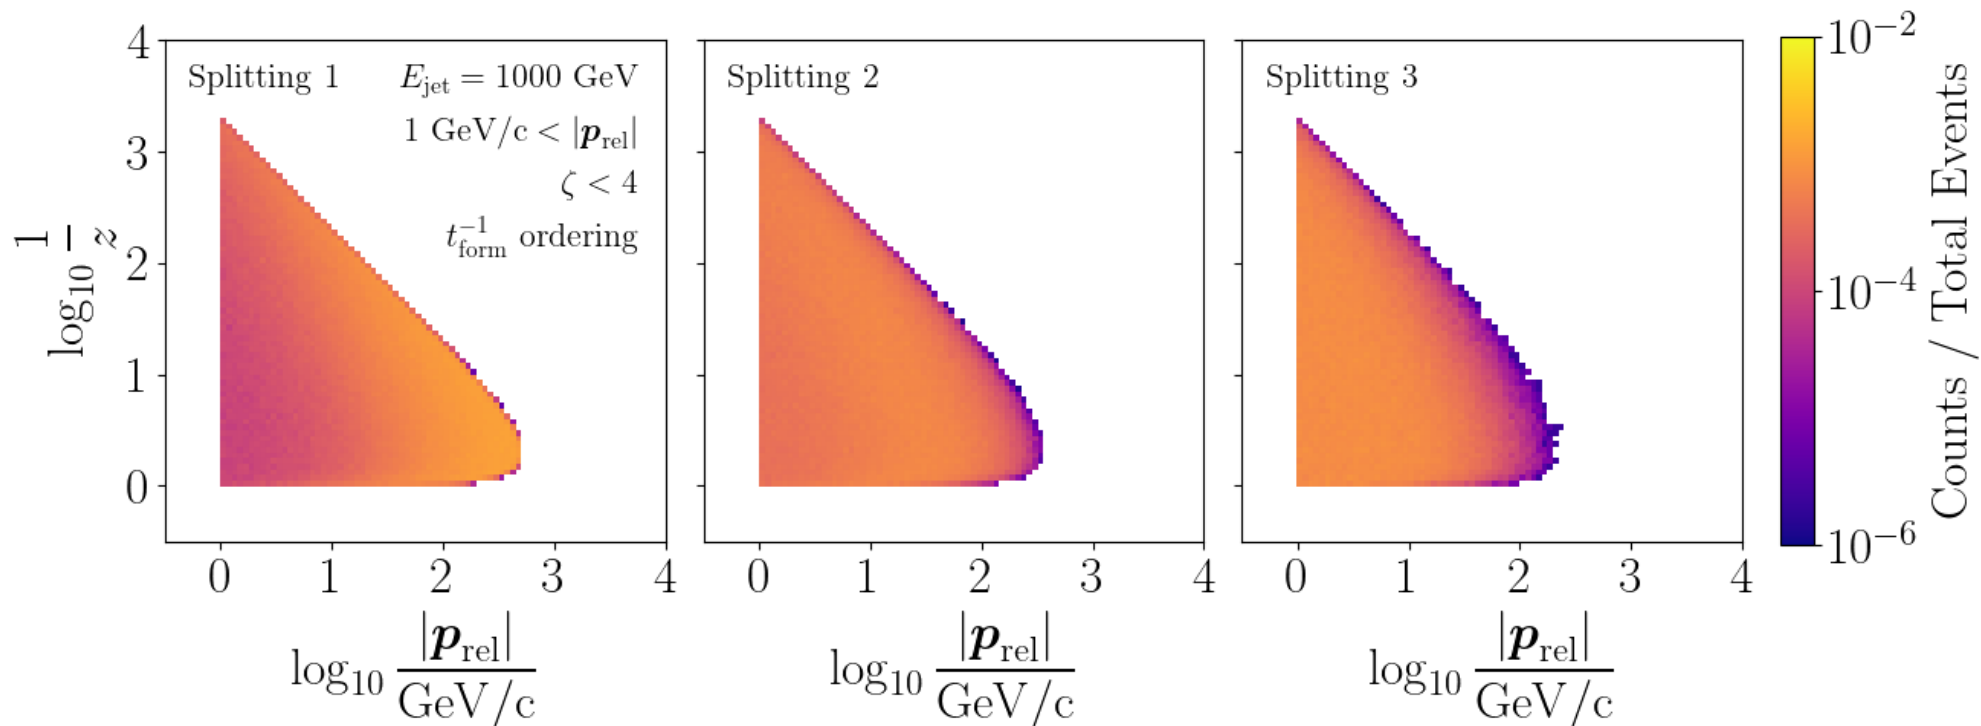 Splitting 1
E_jet = 1000 GeV
1 GeV/c < |p_rel|
ζ < 4
t_form^−1 ordering
Splitting 2
Splitting 3
4
3
2
1
0
log₁₀ 1/z
0 1 2 3 4
0 1 2 3 4
0 1 2 3 4
log₁₀ |p_rel| / GeV/c
log₁₀ |p_rel| / GeV/c
log₁₀ |p_rel| / GeV/c
10^−2
10^−4
10^−6
Counts / Total Events